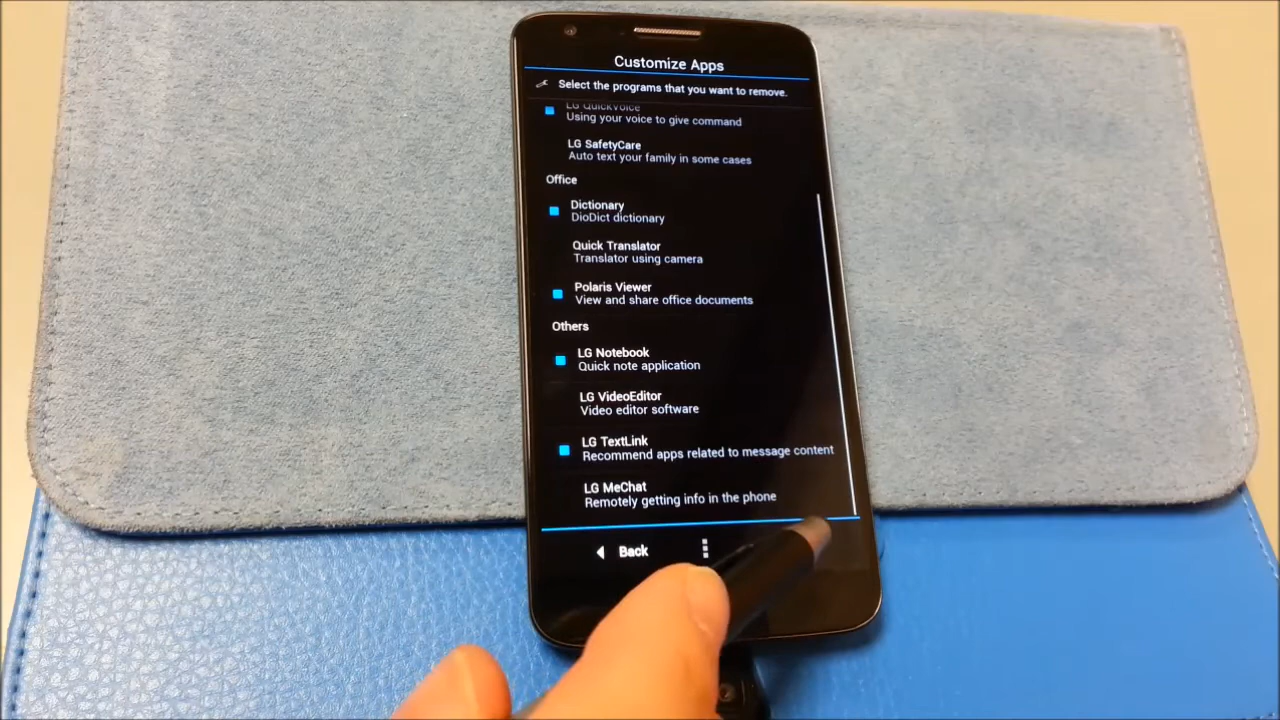 Customize Apps
Select the programs that you want to remove.
LG QuickVoice
Using your voice to give command
LG SafetyCare
Auto text your family in some cases
Office
Dictionary
DioDict dictionary
Quick Translator
Translator using camera
Polaris Viewer
View and share office documents
Others
LG Notebook
Quick note application
LG VideoEditor
Video editor software
LG TextLink
Recommend apps related to message content
LG MeChat
Remotely getting info in the phone
Back